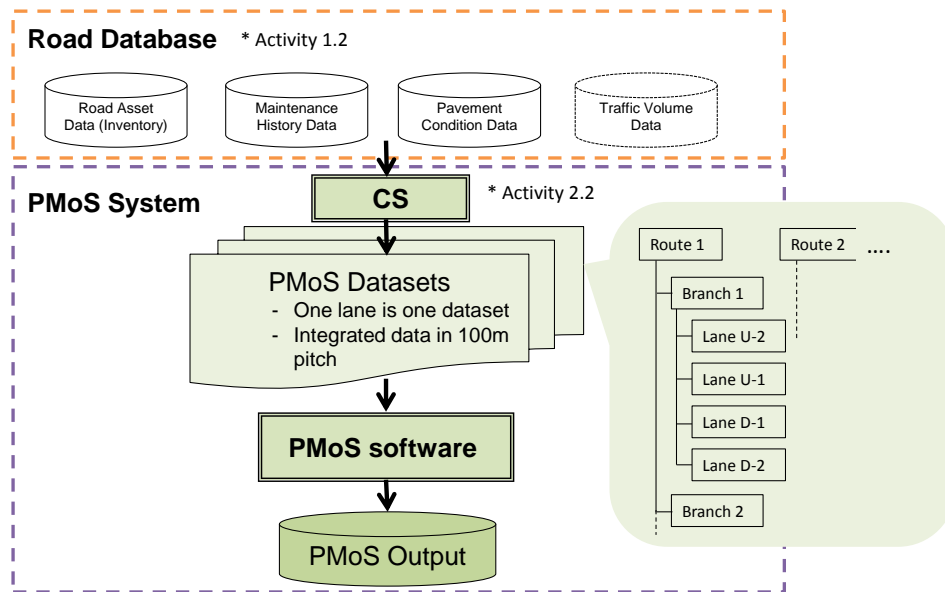 Road Database
* Activity 1.2
Road Asset
Data (Inventory)
Maintenance
History Data
Pavement
Condition Data
Traffic Volume
Data
PMoS System
CS
* Activity 2.2
PMoS Datasets
- One lane is one dataset
- Integrated data in 100m
pitch
PMoS software
PMoS Output
Route 1
Route 2
....
Branch 1
Lane U-2
Lane U-1
Lane D-1
Lane D-2
Branch 2